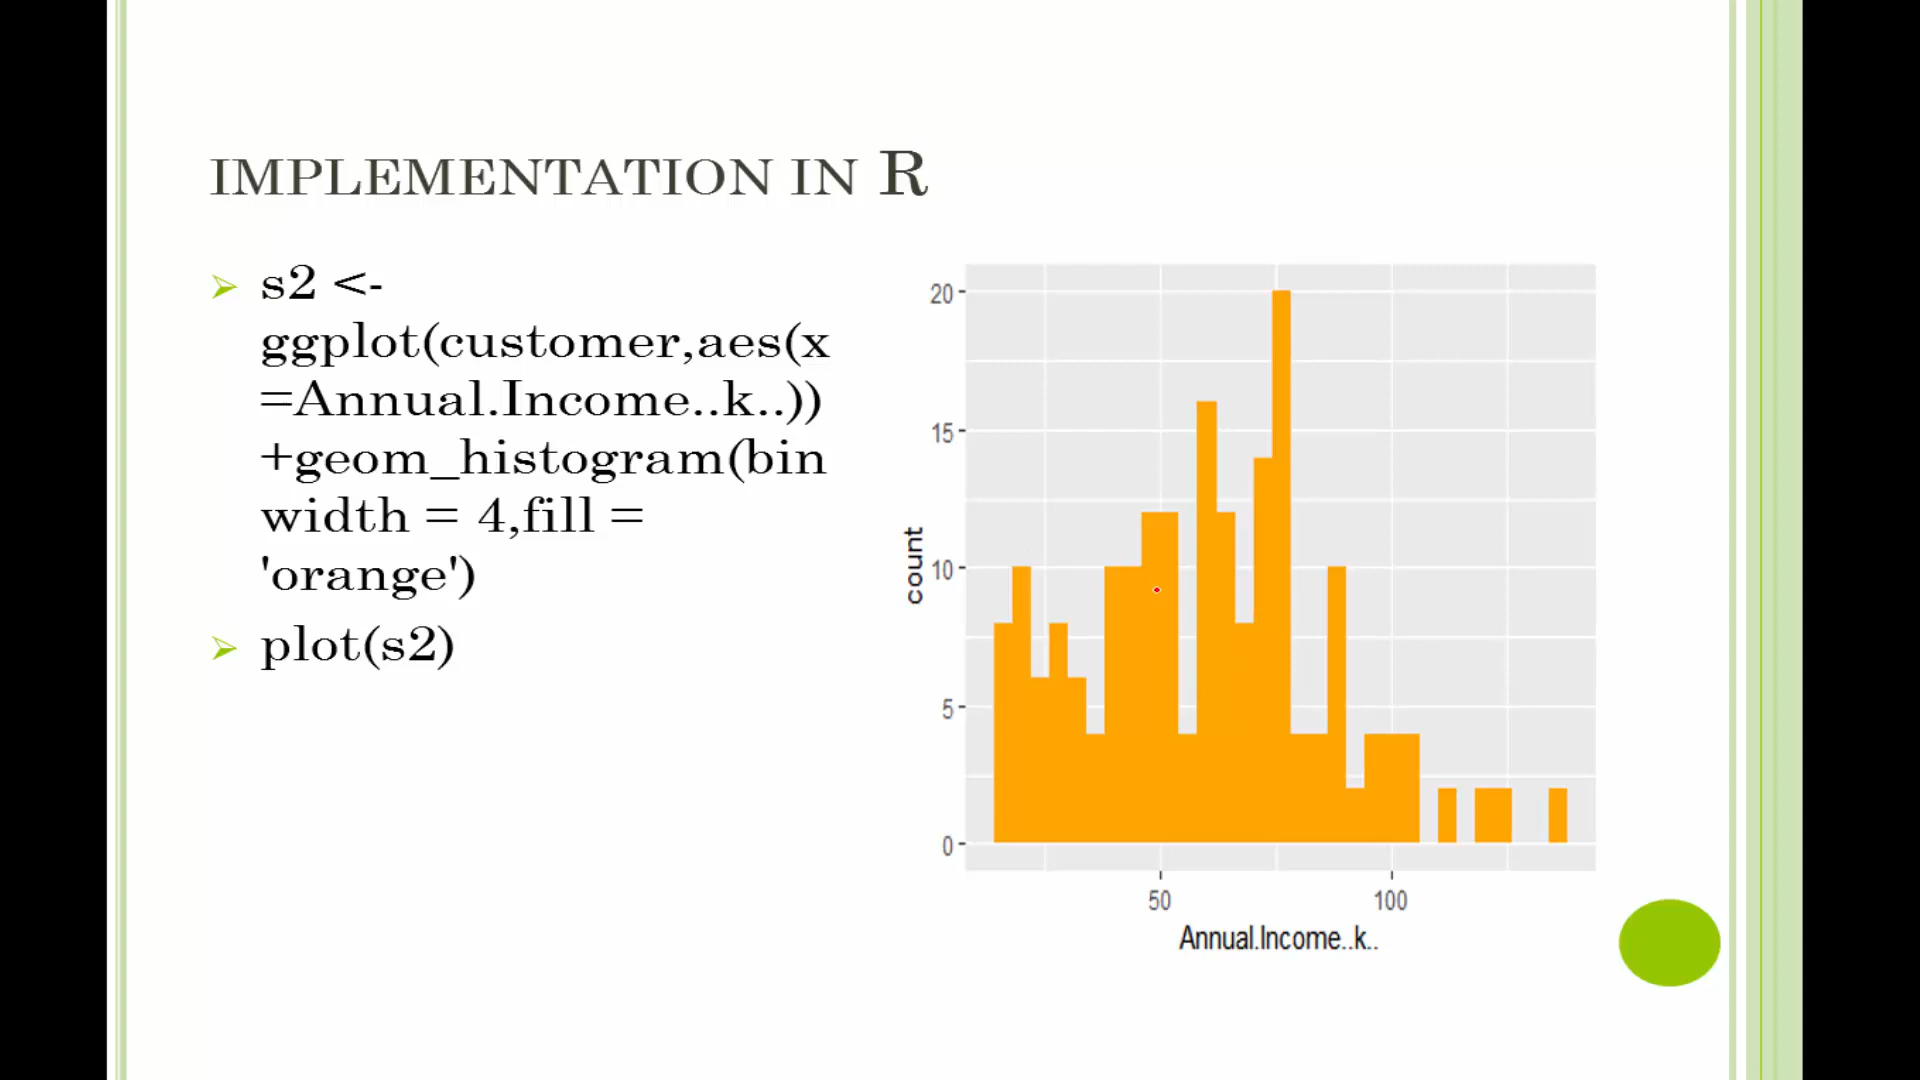 IMPLEMENTATION IN R
s2 <-
ggplot(customer,aes(x
=Annual.Income..k..))
+geom_histogram(bin
width = 4,fill =
'orange')
plot(s2)
20
15
10
5
0
count
50
100
Annual.Income..k..